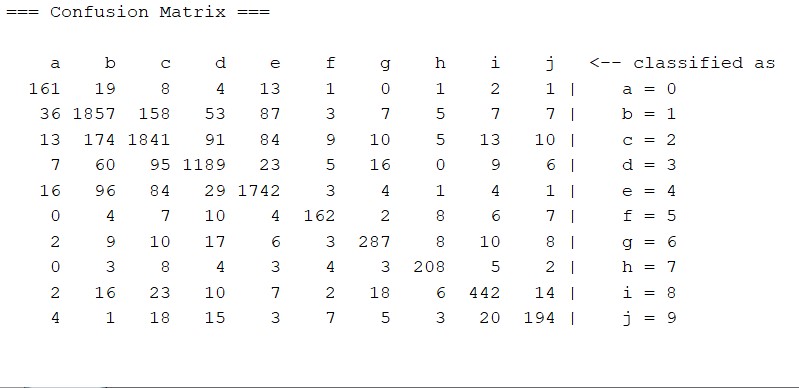 === Confusion Matrix ===
a b c d e f g h i j <-- classified as
161 19 8 4 13 1 0 1 2 1 | a = 0
36 1857 158 53 87 3 7 5 7 7 | b = 1
13 174 1841 91 84 9 10 5 13 10 | c = 2
7 60 95 1189 23 5 16 0 9 6 | d = 3
16 96 84 29 1742 3 4 1 4 1 | e = 4
0 4 7 10 4 162 2 8 6 7 | f = 5
2 9 10 17 6 3 287 8 10 8 | g = 6
0 3 8 4 3 4 3 208 5 2 | h = 7
2 16 23 10 7 2 18 6 442 14 | i = 8
4 1 18 15 3 7 5 3 20 194 | j = 9